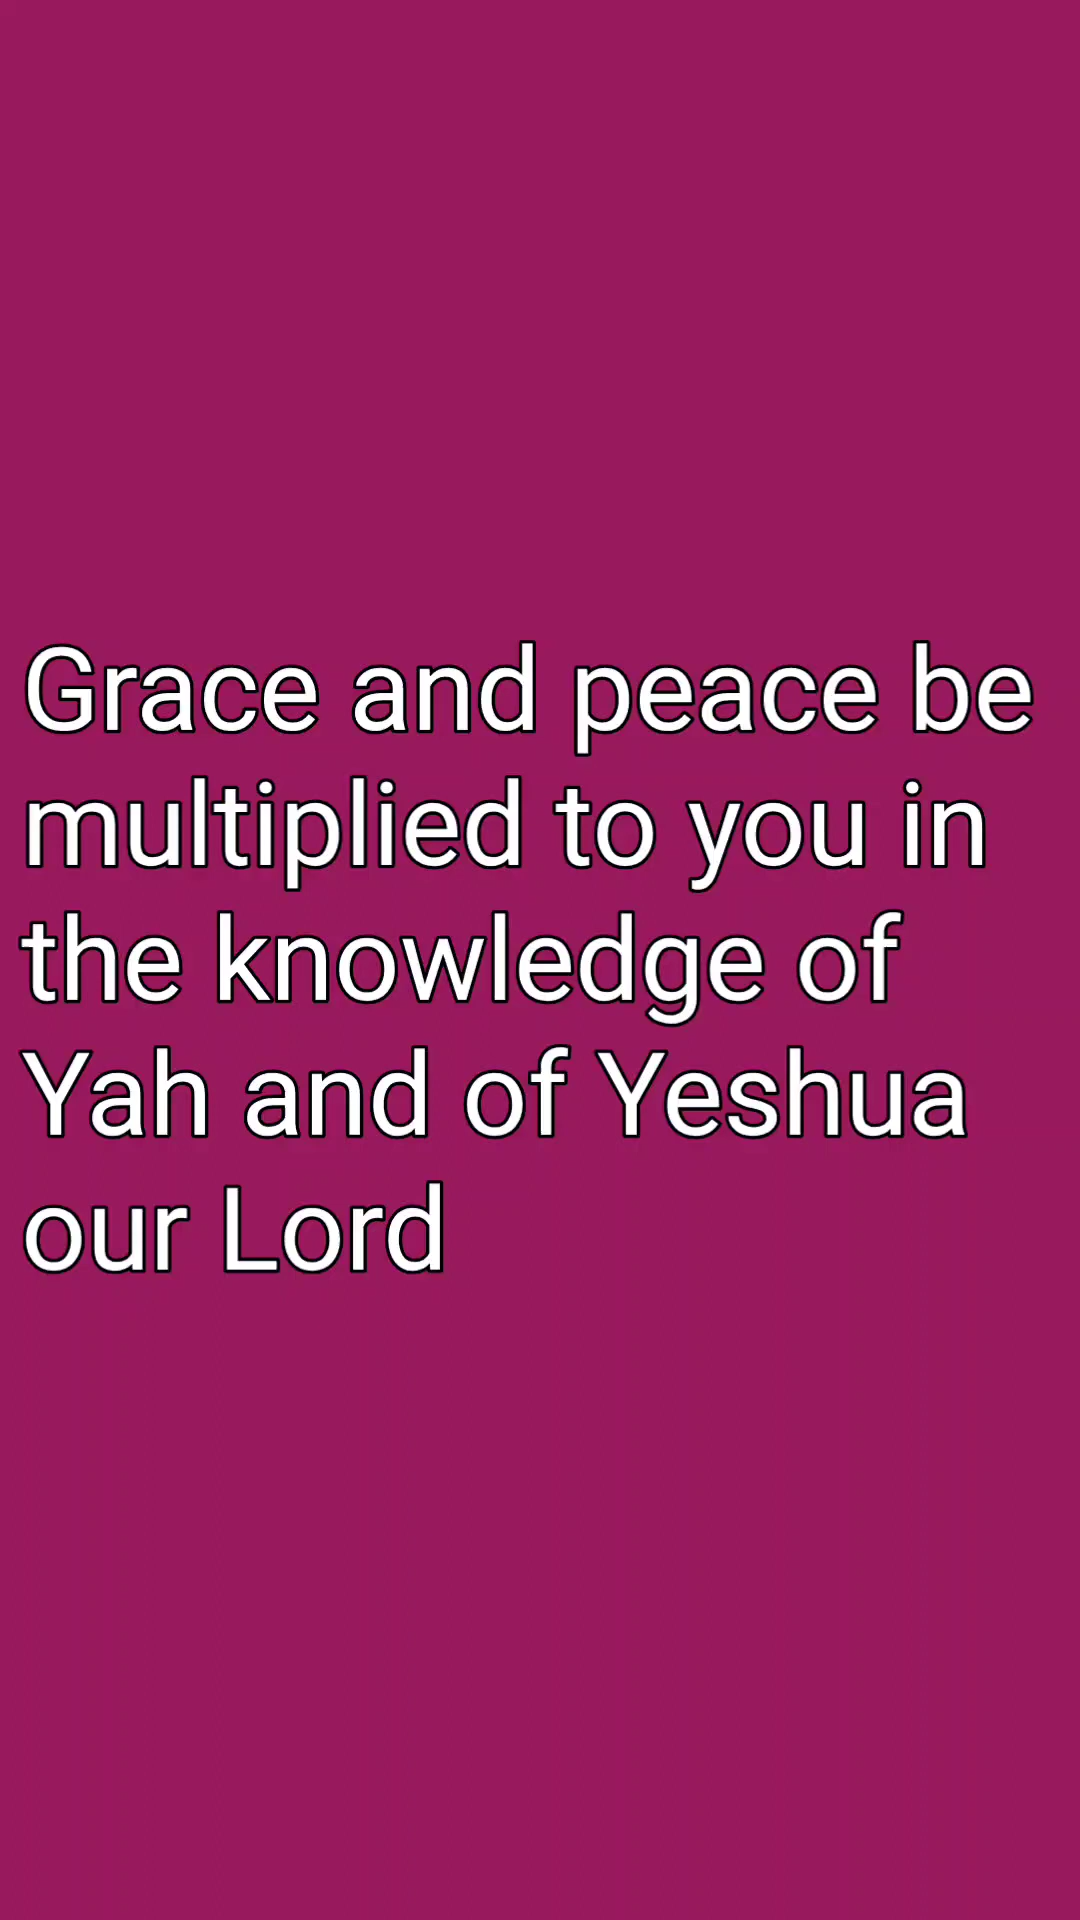 Grace and peace be
multiplied to you in
the knowledge of
Yah and of Yeshua
our Lord